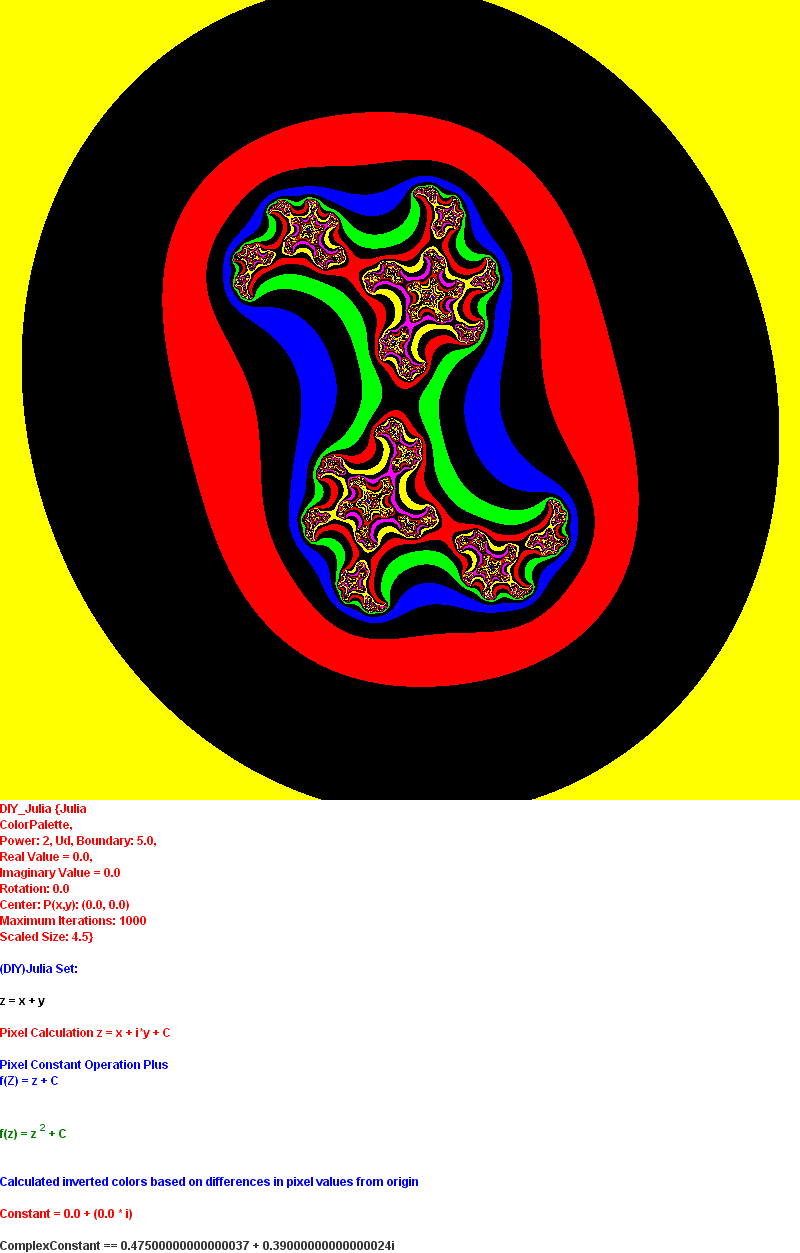 DIY_Julia {Julia
ColorPalette,
Power: 2, Ud, Boundary: 5.0,
Real Value = 0.0,
Imaginary Value = 0.0
Rotation: 0.0
Center: P(x,y): (0.0, 0.0)
Maximum Iterations: 1000
Scaled Size: 4.5}
(DIY)Julia Set:
z = x + y
Pixel Calculation z = x + i*y + C
Pixel Constant Operation Plus
f(Z) = z + C
f(z) = z ² + C
Calculated inverted colors based on differences in pixel values from origin
Constant = 0.0 + (0.0 * i)
ComplexConstant == 0.47500000000000037 + 0.39000000000000024i